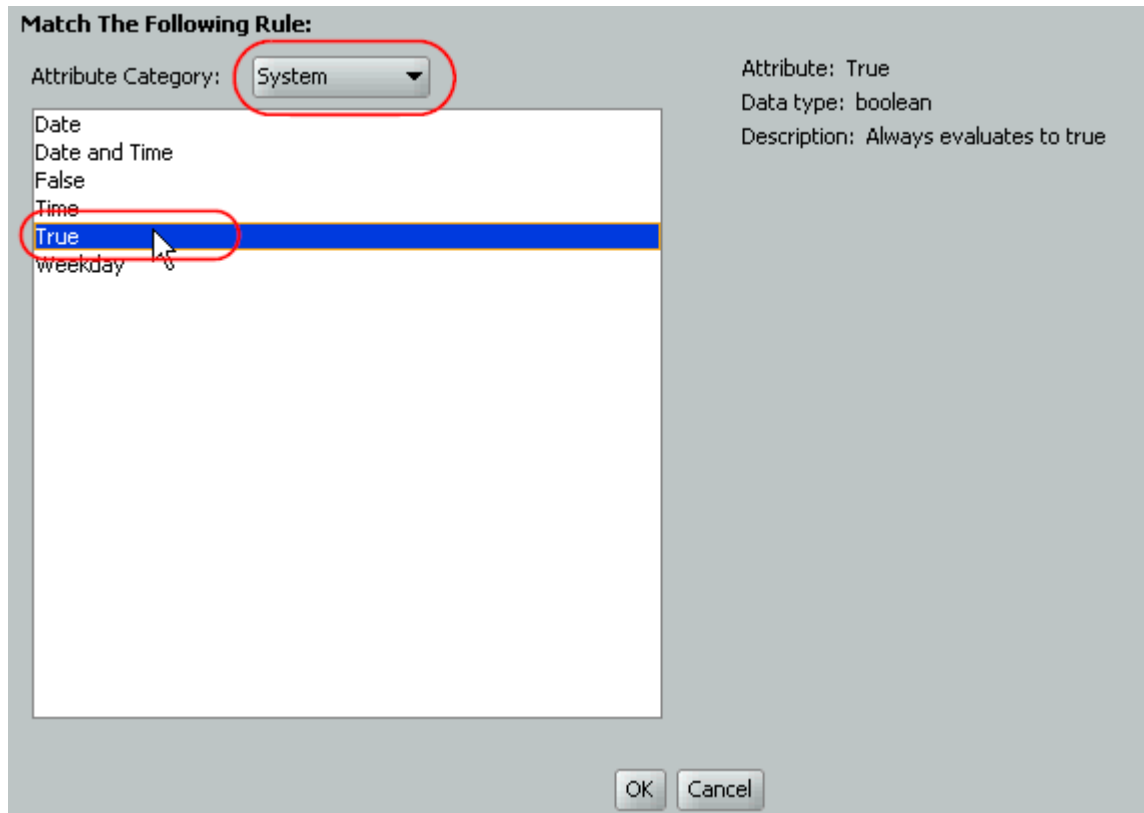 Match The Following Rule:
Attribute Category: System
Date
Date and Time
False
Time
True
Weekday
Attribute: True
Data type: boolean
Description: Always evaluates to true
OK Cancel